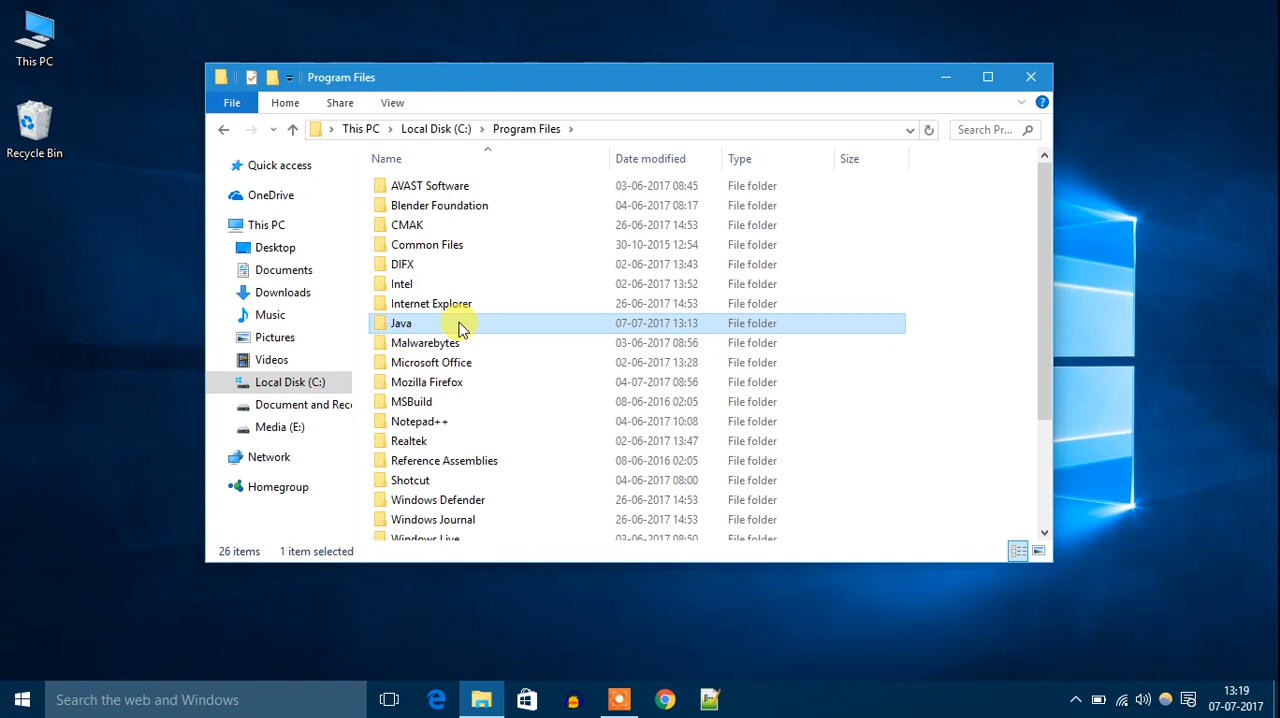 This PC
Recycle Bin
Program Files
File Home Share View
This PC Local Disk (C:) Program Files Search Pr...
Name Date modified Type Size
Quick access
OneDrive
This PC
Desktop
Documents
Downloads
Music
Pictures
Videos
Local Disk (C:)
Document and Rec
Media (E:)
Network
Homegroup
AVAST Software 03-06-2017 08:45 File folder
Blender Foundation 04-06-2017 08:17 File folder
CMAK 26-06-2017 14:53 File folder
Common Files 30-10-2015 12:54 File folder
DIFX 02-06-2017 13:43 File folder
Intel 02-06-2017 13:52 File folder
Internet Explorer 26-06-2017 14:53 File folder
Java 07-07-2017 13:13 File folder
Malwarebytes 03-06-2017 08:56 File folder
Microsoft Office 02-06-2017 13:28 File folder
Mozilla Firefox 04-07-2017 08:56 File folder
MSBuild 08-06-2016 02:05 File folder
Notepad++ 04-06-2017 10:08 File folder
Realtek 02-06-2017 13:47 File folder
Reference Assemblies 08-06-2016 02:05 File folder
Shotcut 04-06-2017 08:00 File folder
Windows Defender 26-06-2017 14:53 File folder
Windows Journal 26-06-2017 14:53 File folder
Windows Live 03-06-2017 08:50 File folder
26 items 1 item selected
Search the web and Windows
13:19
07-07-2017